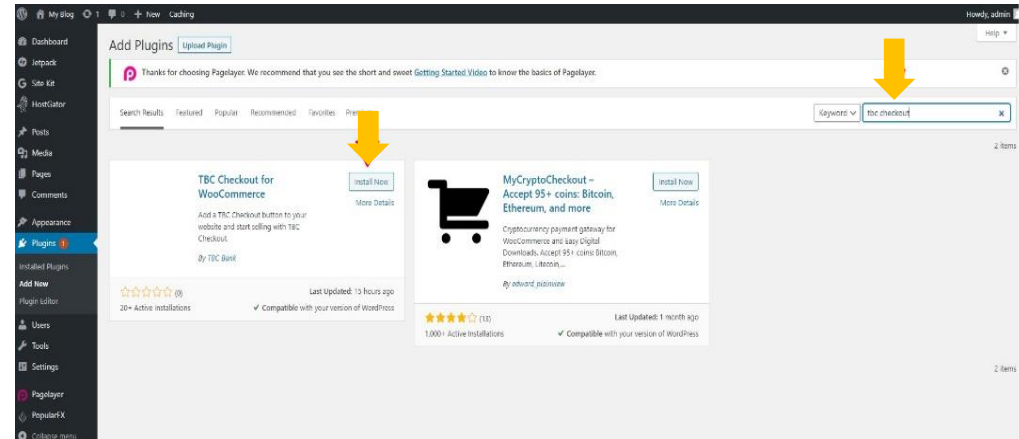 My Blog 1 0 + New Caching Howdy, admin
Dashboard
Jetpack
Site Kit
HostGator
Posts
Media
Pages
Comments
Appearance
Plugins 1
Installed Plugins
Add New
Plugin Editor
Users
Tools
Settings
Pagelayer
PopularFX
Collapse menu
Help
Add Plugins Upload Plugin
Thanks for choosing Pagelayer. We recommend that you see the short and sweet Getting Started Video to know the basics of Pagelayer.
Search Results Featured Popular Recommended Favorites
Keyword tbc checkout
2 items
TBC Checkout for
WooCommerce
Install Now
More Details
Add a TBC Checkout button to your
website and start selling with TBC
Checkout.
By TBC Bank
(0)
Last Updated: 15 hours ago
20+ Active Installations
Compatible with your version of WordPress
MyCryptoCheckout –
Accept 95+ coins: Bitcoin,
Ethereum, and more
Install Now
More Details
Cryptocurrency payment gateway for
WooCommerce and Easy Digital
Downloads. Accept 95+ coins: Bitcoin,
Ethereum, Litecoin,...
By edward_plainview
(13)
Last Updated: 1 month ago
1,000+ Active Installations
Compatible with your version of WordPress
2 items